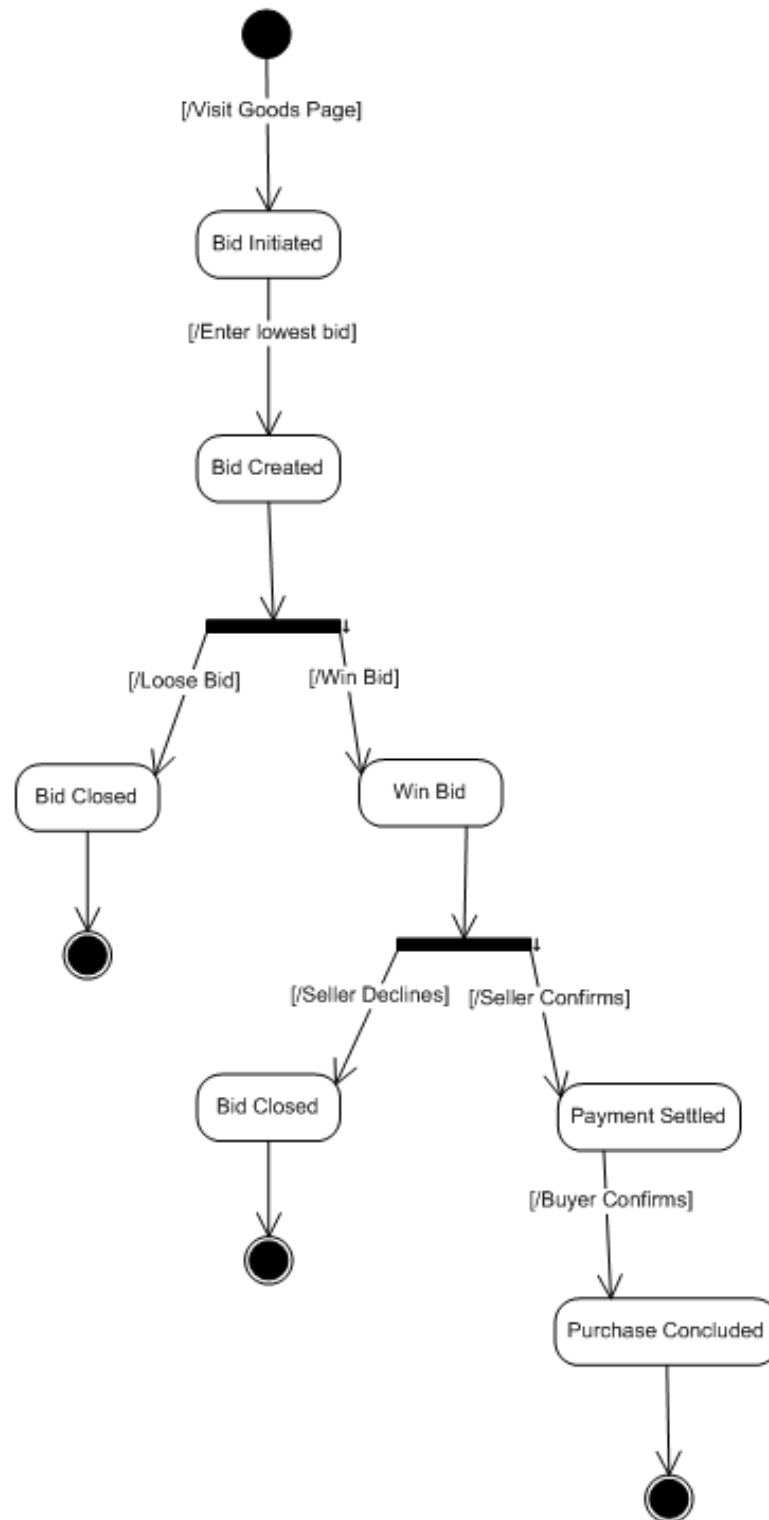 [/Visit Goods Page]
Bid Initiated
[/Enter lowest bid]
Bid Created
[/Loose Bid]
[/Win Bid]
Bid Closed
Win Bid
[/Seller Declines]
[/Seller Confirms]
Bid Closed
Payment Settled
[/Buyer Confirms]
Purchase Concluded